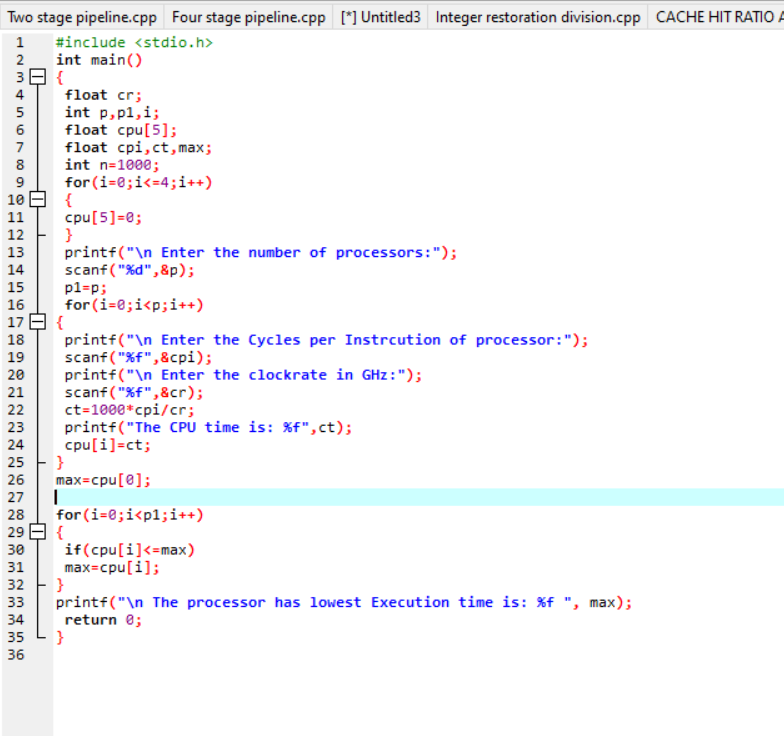 Two stage pipeline.cpp Four stage pipeline.cpp [*] Untitled3 Integer restoration division.cpp CACHE HIT RATIO
1 #include <stdio.h>
2 int main()
3 {
4 float cr;
5 int p,p1,i;
6 float cpu[5];
7 float cpi,ct,max;
8 int n=1000;
9 for(i=0;i<=4;i++)
10 {
11 cpu[5]=0;
12 }
13 printf("\n Enter the number of processors:");
14 scanf("%d",&p);
15 p1=p;
16 for(i=0;i<p;i++)
17 {
18 printf("\n Enter the Cycles per Instrcution of processor:");
19 scanf("%f",&cpi);
20 printf("\n Enter the clockrate in GHz:");
21 scanf("%f",&cr);
22 ct=1000*cpi/cr;
23 printf("The CPU time is: %f",ct);
24 cpu[i]=ct;
25 }
26 max=cpu[0];
27
28 for(i=0;i<p1;i++)
29 {
30 if(cpu[i]<=max)
31 max=cpu[i];
32 }
33 printf("\n The processor has lowest Execution time is: %f ", max);
34 return 0;
35 }
36